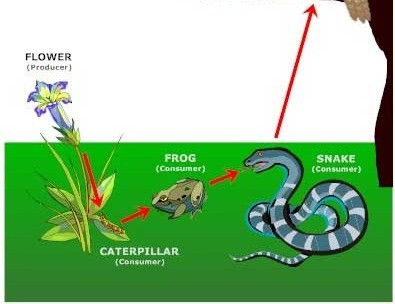 FLOWER
(Producer)
FROG
(Consumer)
SNAKE
(Consumer)
CATERPILLAR
(Consumer)